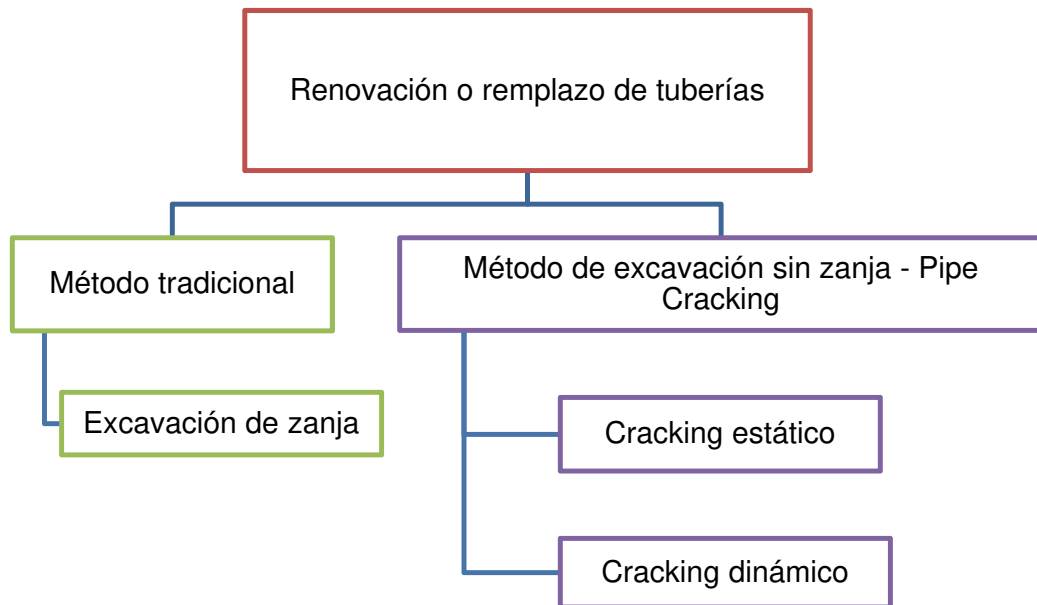 Renovación o remplazo de tuberías
Método tradicional
Método de excavación sin zanja - Pipe
Cracking
Excavación de zanja
Cracking estático
Cracking dinámico